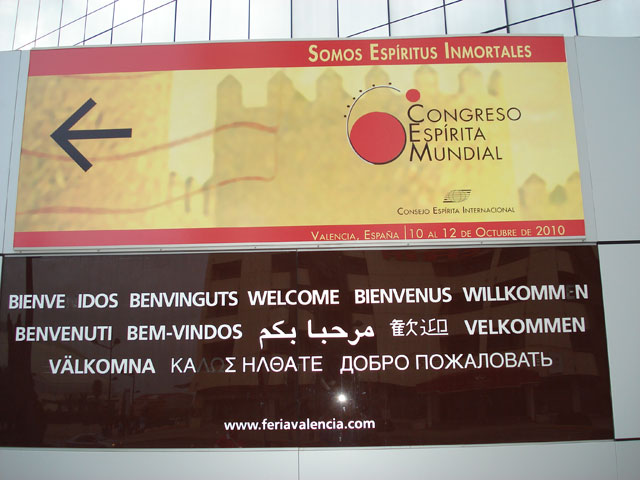 SOMOS ESPÍRITUS INMORTALES
CONGRESO
ESPÍRITA
MUNDIAL
CONSEJO ESPÍRITA INTERNACIONAL
VALENCIA, ESPAÑA | 10 AL 12 DE OCTUBRE DE 2010
BIENVE IDOS BENVINGUTS WELCOME BIENVENUS WILLKOMMEN
BENVENUTI BEM-VINDOS مرحبا بكم 歡迎 VELKOMMEN
VÄLKOMNA ΚΑΛΩΣ ΗΛΘΑΤΕ ДОБРО ПОЖАЛОВАТЬ
www.feriavalencia.com